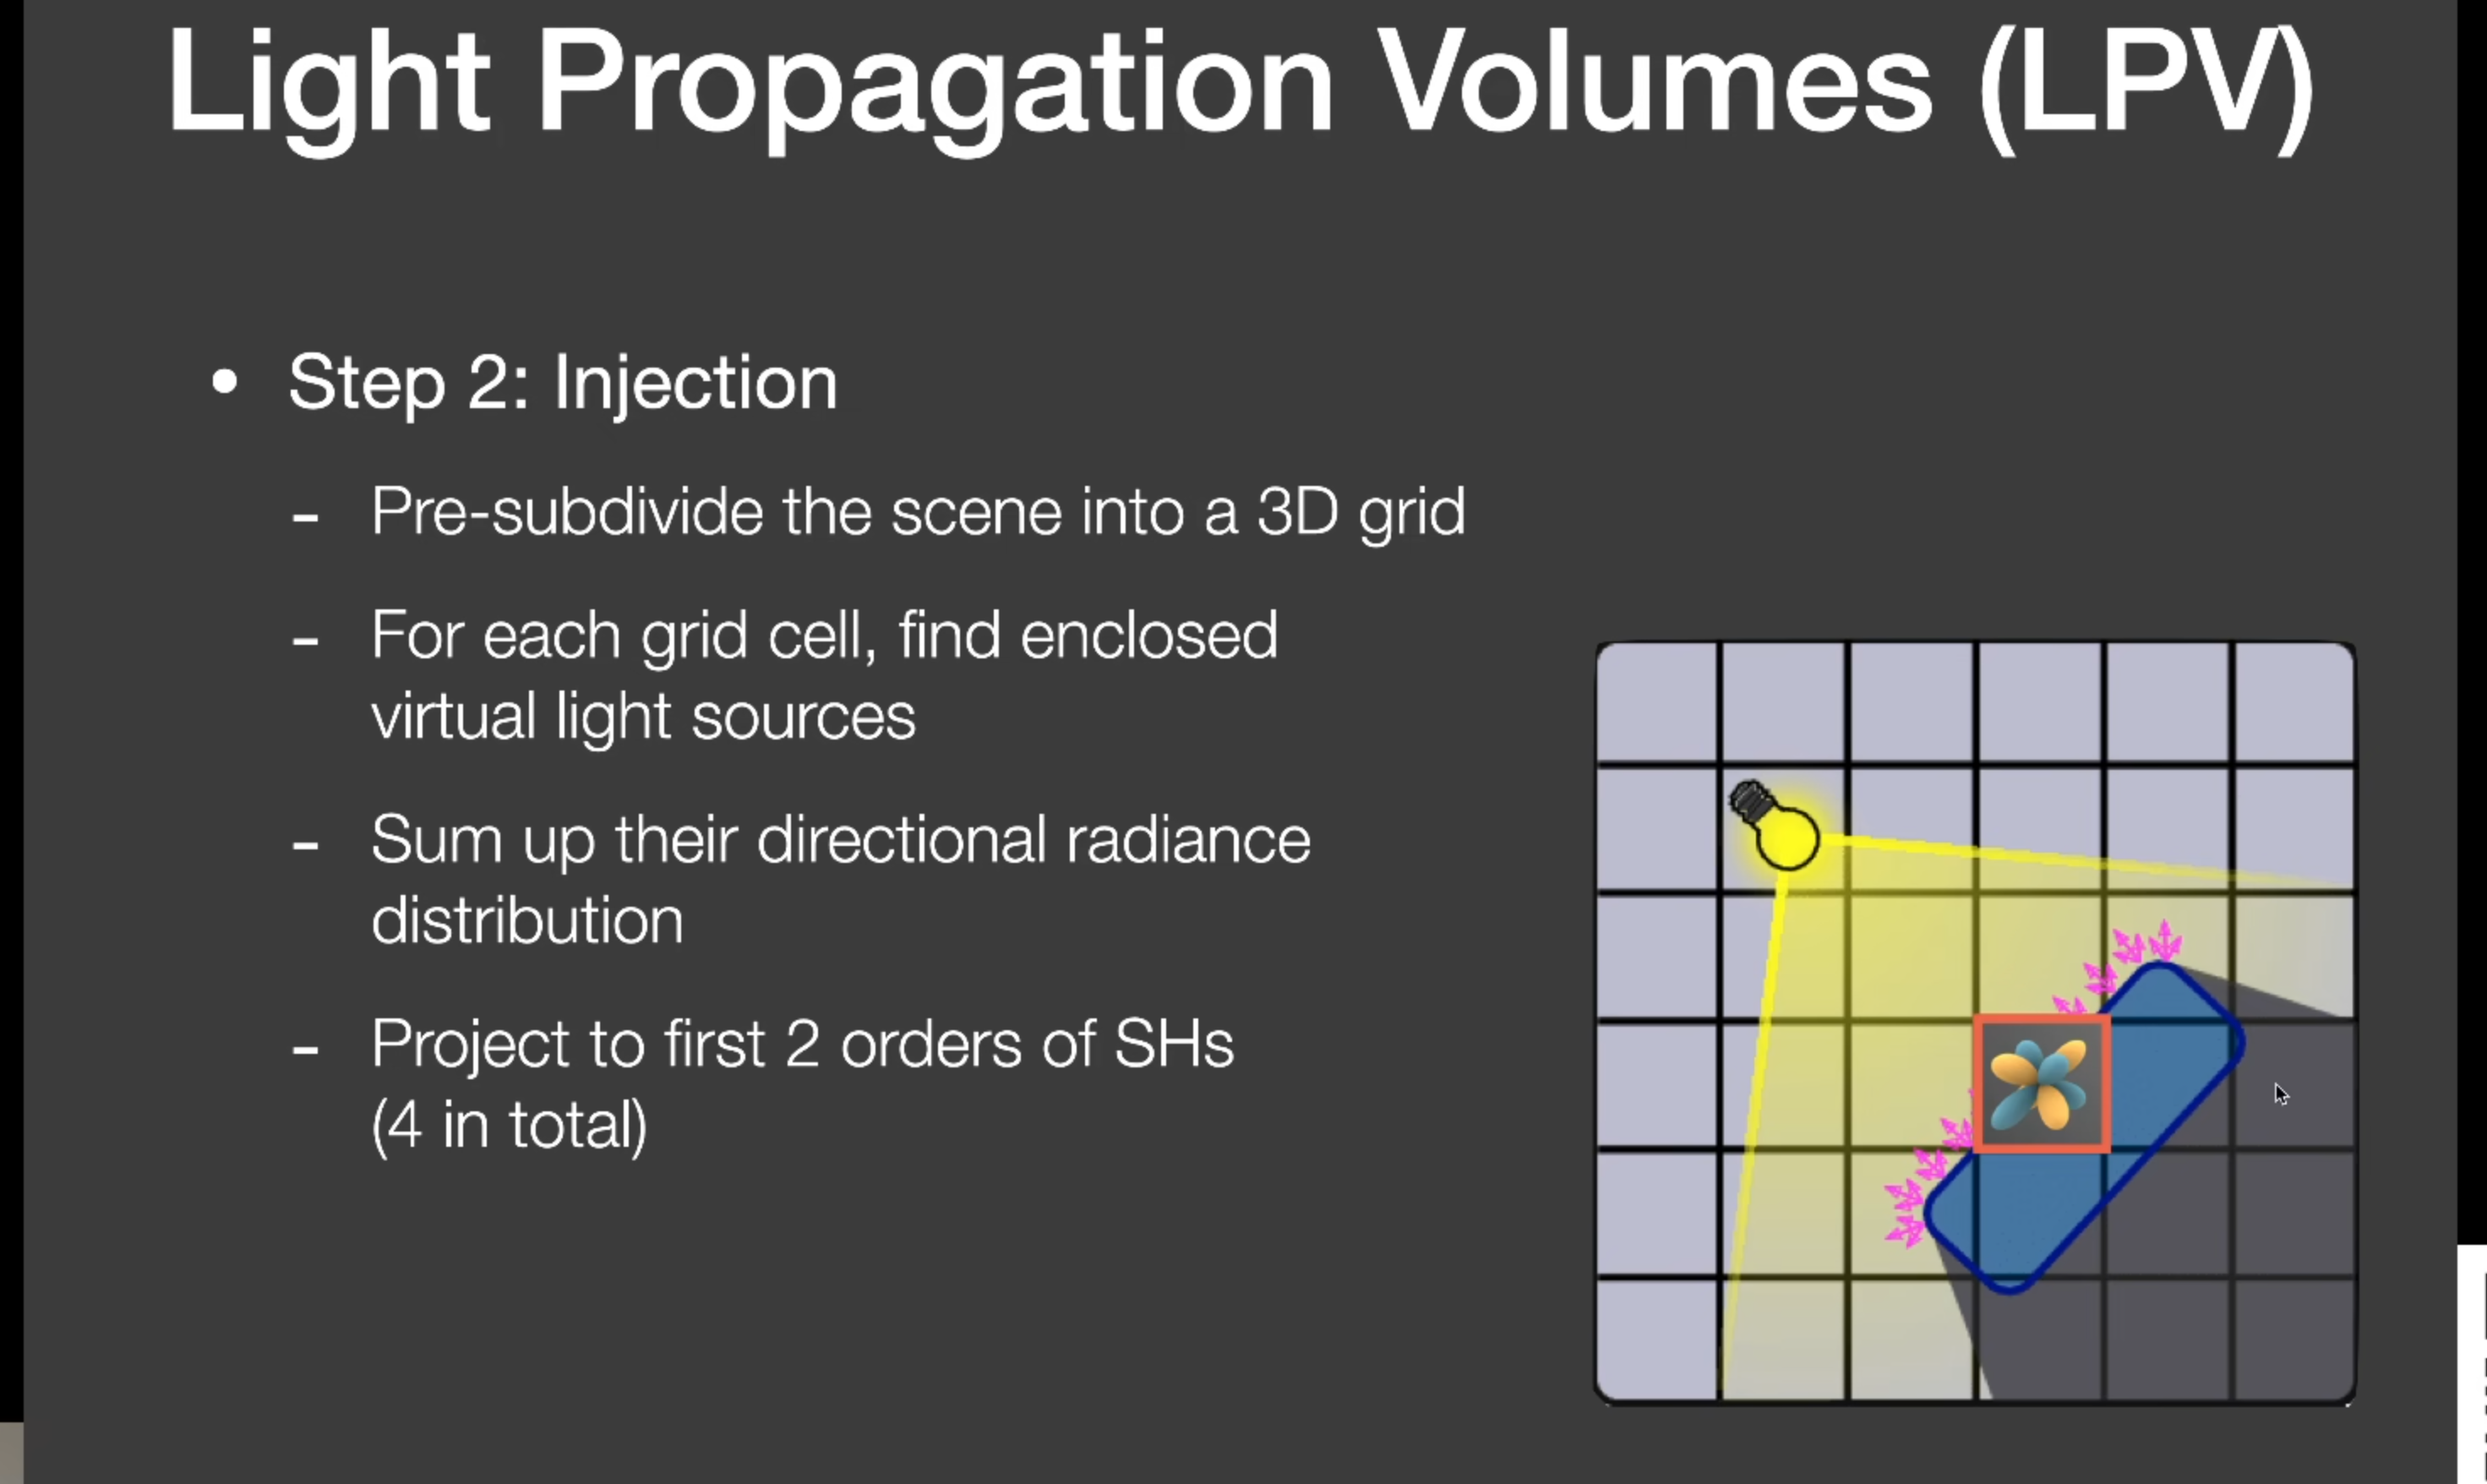 Light Propagation Volumes (LPV)
• Step 2: Injection
- Pre-subdivide the scene into a 3D grid
- For each grid cell, find enclosed
virtual light sources
- Sum up their directional radiance
distribution
- Project to first 2 orders of SHs
(4 in total)